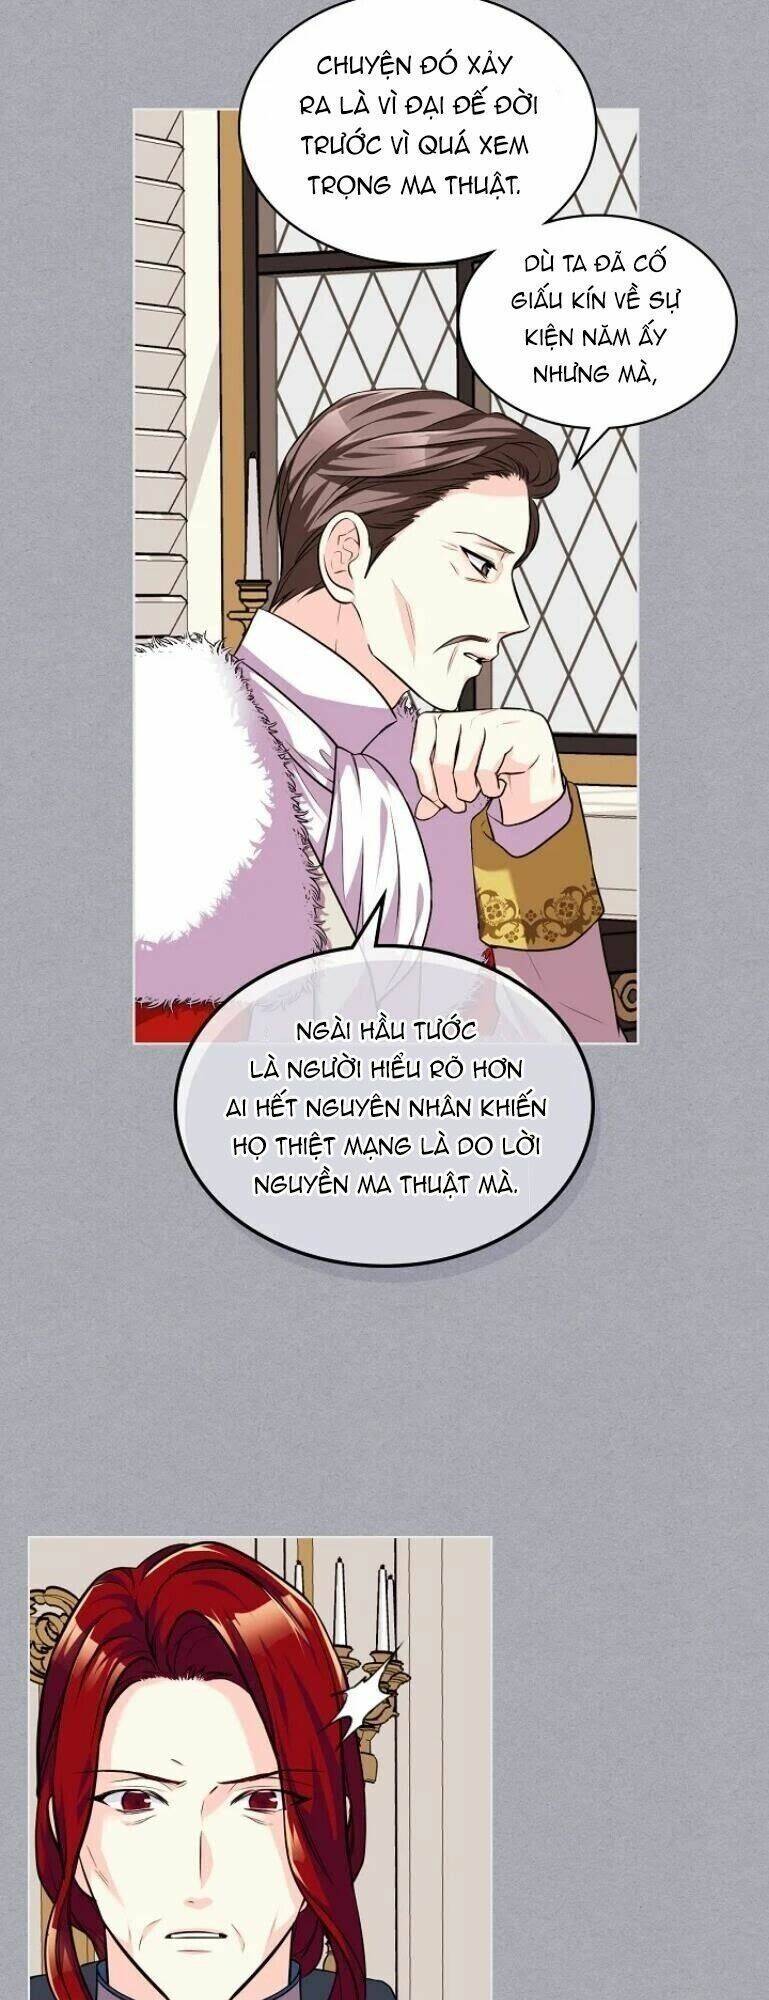 CHUYỆN ĐÓ XẢY
RA LÀ VÌ ĐẠI ĐẾ ĐỜI
TRƯỚC VÌ QUÁ XEM
TRỌNG MA THUẬT.
DÙ TA ĐÃ CỐ
GIẤU KÍN VỀ SỰ
KIỆN NĂM ẤY
NHƯNG MÀ,
NGÀI HẦU TƯỚC
LÀ NGƯỜI HIỂU RÕ HƠN
AI HẾT NGUYÊN NHÂN KHIẾN
HỌ THIỆT MẠNG LÀ DO LỜI
NGUYỀN MA THUẬT MÀ.